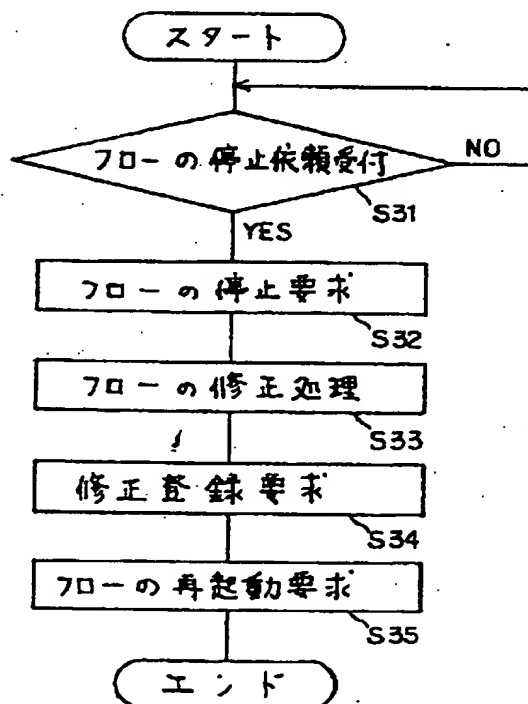 スタート
フローの停止依頼受付
NO
S31
YES
フローの停止要求
S32
フローの修正処理
S33
修正登録要求
S34
フローの再起動要求
S35
エンド